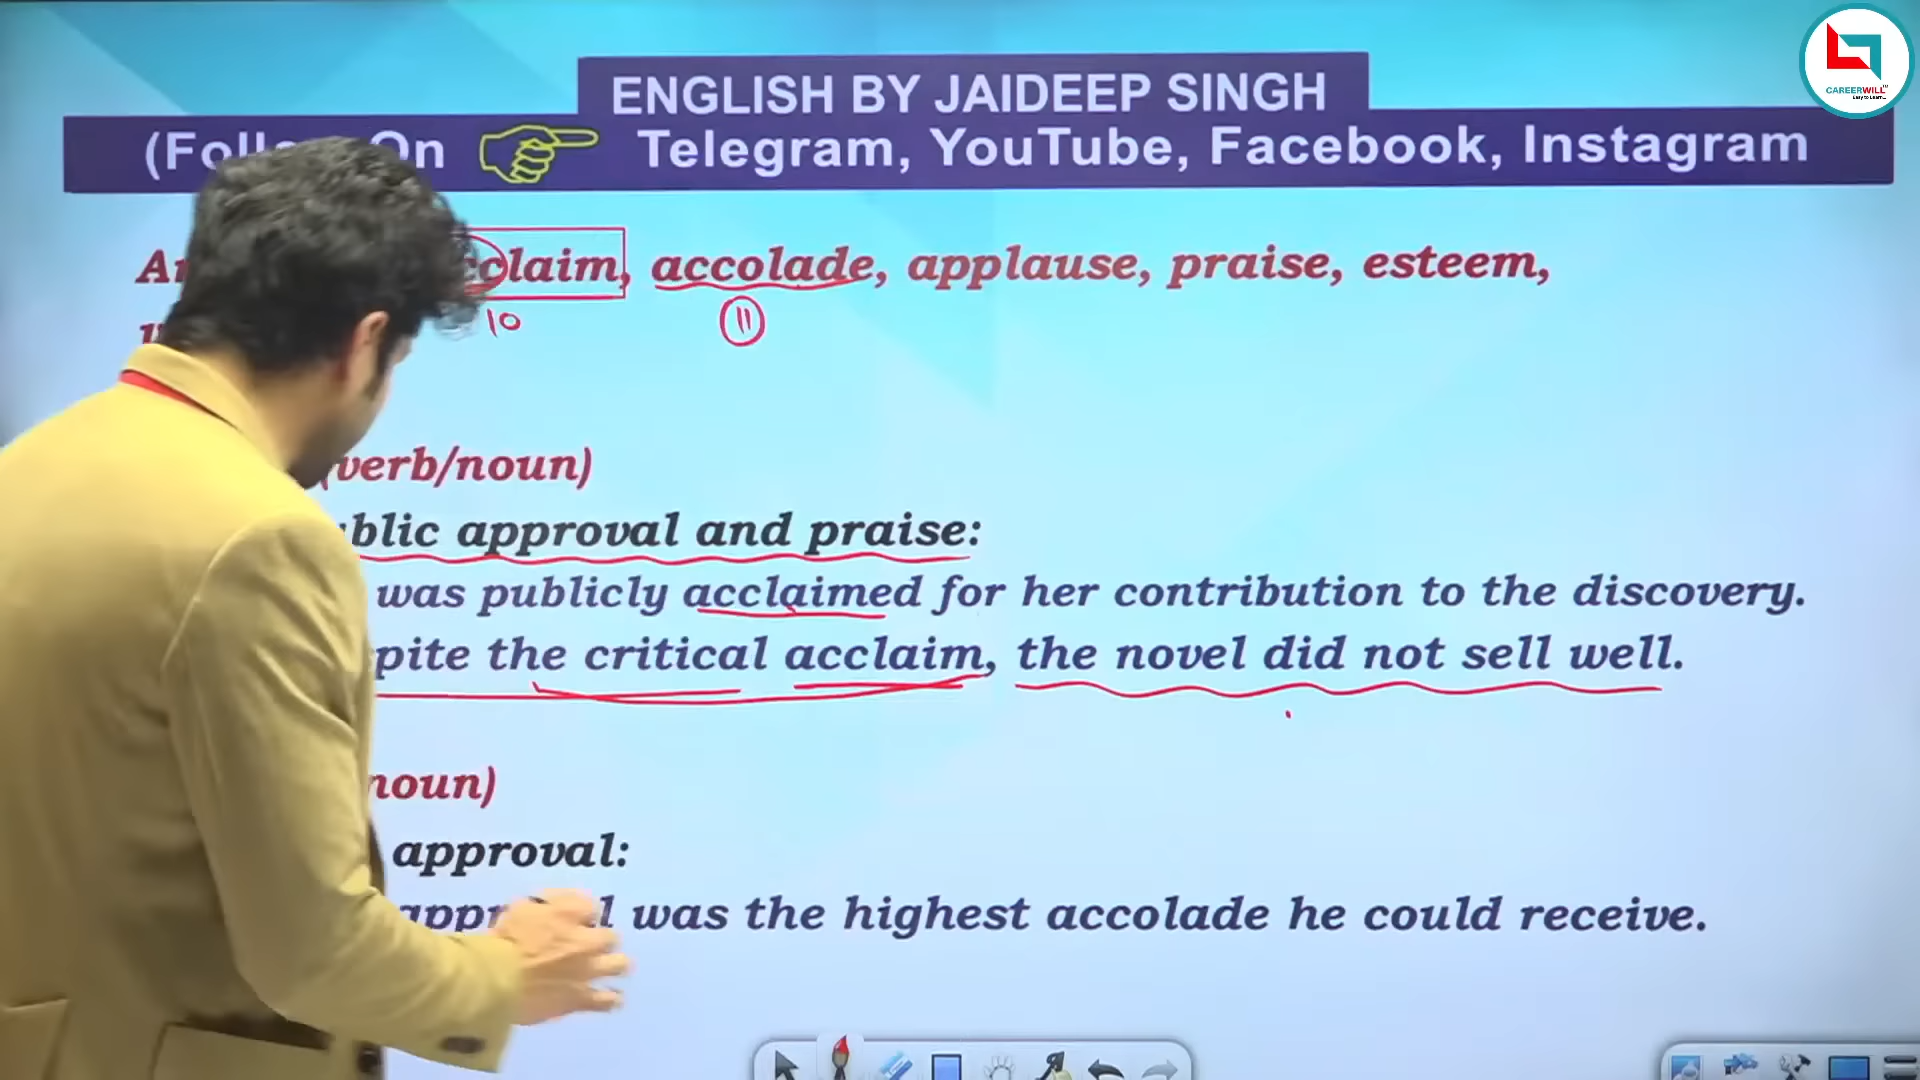 CAREERWILL
ENGLISH BY JAIDEEP SINGH
(Follow On Telegram, YouTube, Facebook, Instagram
claim, accolade, applause, praise, esteem,
10 11
(verb/noun)
blic approval and praise:
was publicly acclaimed for her contribution to the discovery.
pite the critical acclaim, the novel did not sell well.
noun)
approval:
was the highest accolade he could receive.